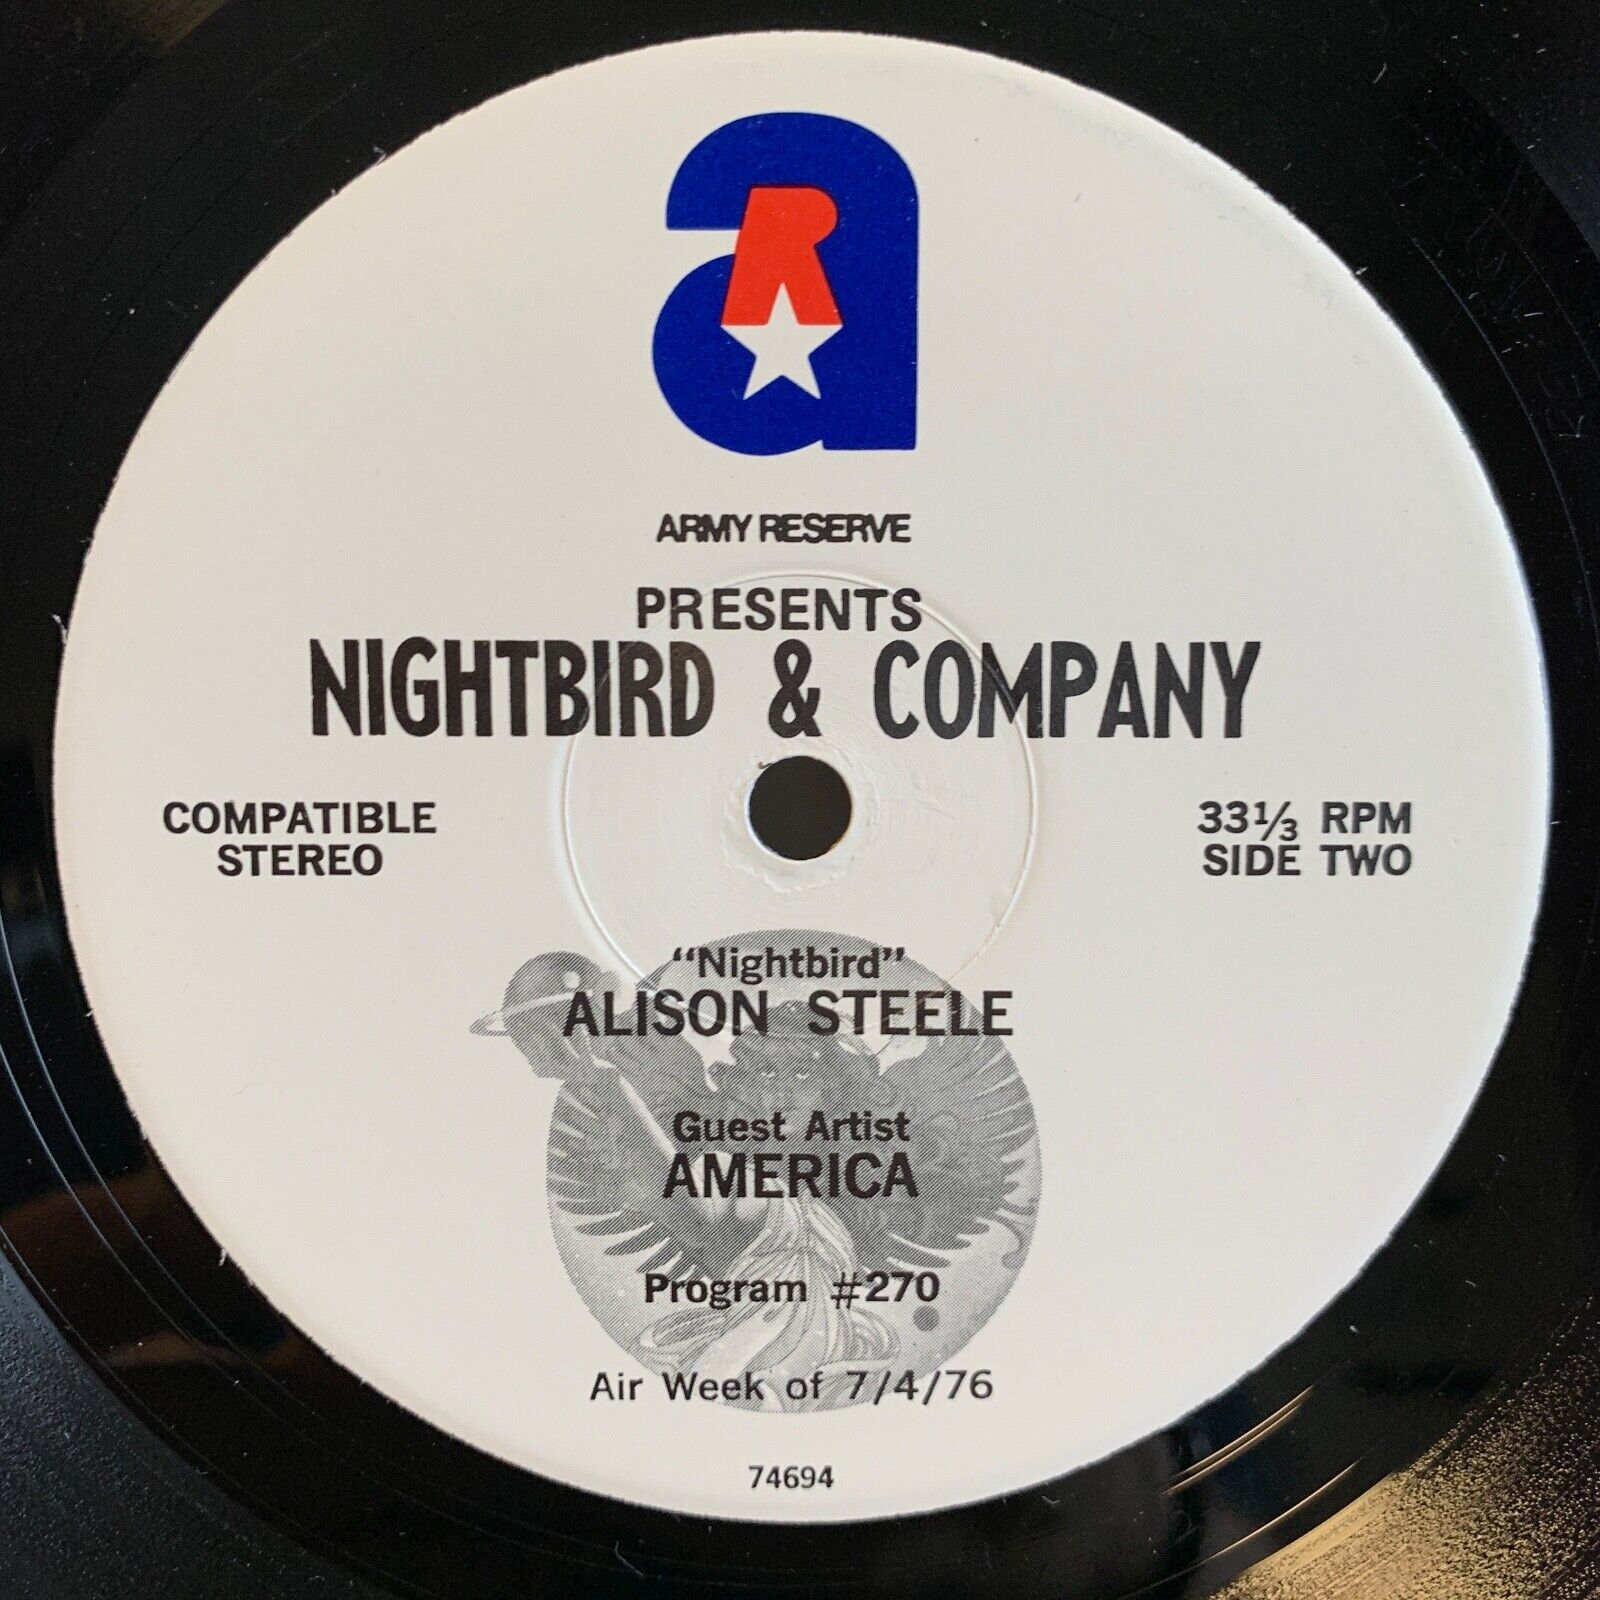 a
R
ARMY RESERVE
PRESENTS
NIGHTBIRD & COMPANY
COMPATIBLE
STEREO
33⅓ RPM
SIDE TWO
“Nightbird”
ALISON STEELE
Guest Artist
AMERICA
Program #270
Air Week of 7/4/76
74694